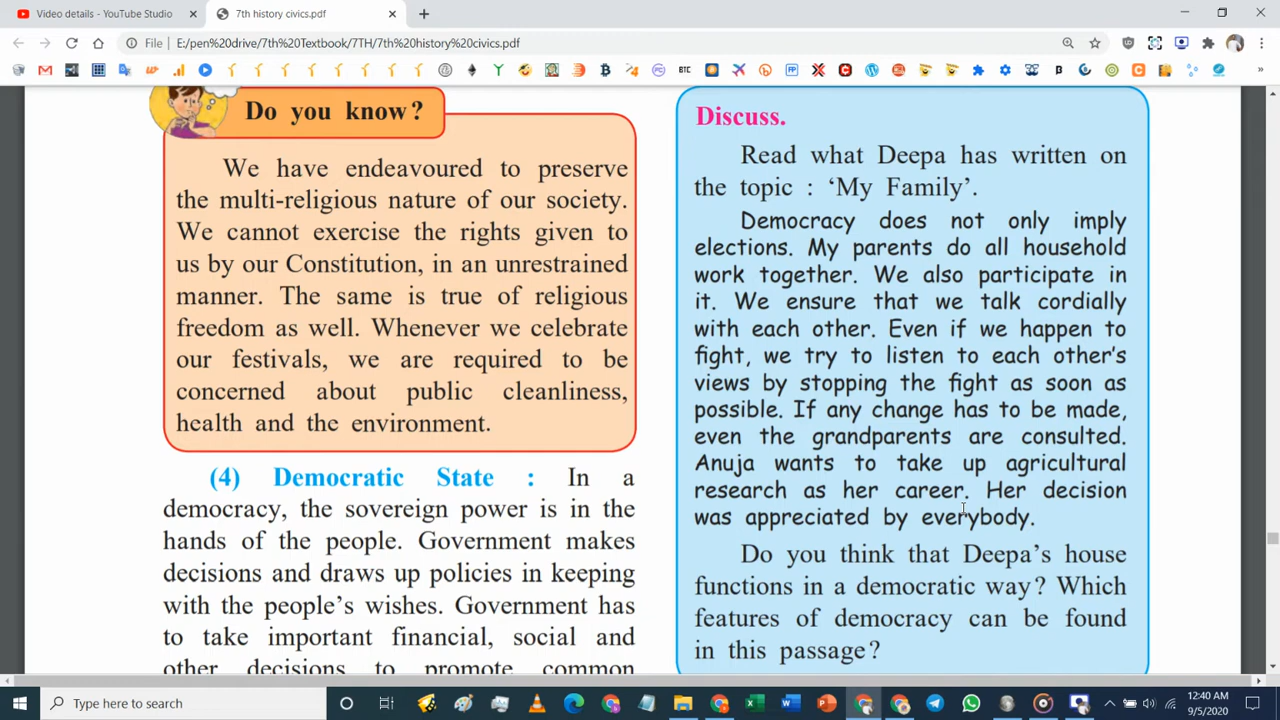 Video details - YouTube Studio
7th history civics.pdf
File
E:/pen%20drive/7th%20Textbook/7TH/7th%20history%20civics.pdf
Do you know?
We have endeavoured to preserve
the multi-religious nature of our society.
We cannot exercise the rights given to
us by our Constitution, in an unrestrained
manner. The same is true of religious
freedom as well. Whenever we celebrate
our festivals, we are required to be
concerned about public cleanliness,
health and the environment.
(4) Democratic State : In a
democracy, the sovereign power is in the
hands of the people. Government makes
decisions and draws up policies in keeping
with the people's wishes. Government has
to take important financial, social and
other decisions to promote common
Discuss.
Read what Deepa has written on
the topic : ‘My Family’.
Democracy does not only imply
elections. My parents do all household
work together. We also participate in
it. We ensure that we talk cordially
with each other. Even if we happen to
fight, we try to listen to each other's
views by stopping the fight as soon as
possible. If any change has to be made,
even the grandparents are consulted.
Anuja wants to take up agricultural
research as her career. Her decision
was appreciated by everybody.
Do you think that Deepa's house
functions in a democratic way? Which
features of democracy can be found
in this passage?
Type here to search
12:40 AM
9/5/2020